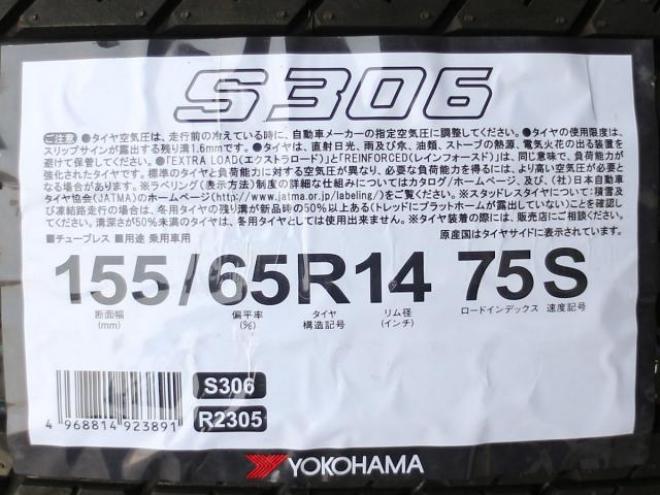 S306
ご注意 ●タイヤ空気圧は、走行前の冷えている時に、自動車メーカーの指定空気圧に調整してください。●タイヤの使用限度は、
スリップサインが露出する残り溝1.6mmです。●タイヤは、直射日光、雨及び水、油類、ストーブの熱源、電気火花の出る装置を
避けて保管してください。●「EXTRA LOAD(エクストラロード)」と「REINFORCED(レインフォースド)」は、同じ意味で、負荷能力が
強化されたタイヤです。標準のタイヤと負荷能力に対する空気圧が異なり、必要な負荷能力を得るには、より高い空気圧が必要と
なる場合があります。※ラベリング(表示方法)制度の詳細な仕組みについてはカタログ/ホームページ、及び、(社)日本自動車
タイヤ協会(JATMA)のホームページ(http://www.jatma.or.jp/labeling/)をご覧ください。※スタッドレスタイヤについて:積雪及
び凍結路走行の場合は、冬用タイヤの残り溝が新品時の50%以上ある(トレッドにプラットホームが露出していない)ことを確認してくだ
さい。溝深さが50%未満のタイヤは、冬用タイヤとしては使用出来ません。※タイヤ装着の際には、販売店にご相談ください。
■チューブレス ■用途 乗用車用
原産国はタイヤサイドに表示されています。
155/65R14 75S
断面幅 (mm)
偏平率 (%)
タイヤ 構造記号
リム径 (インチ)
ロードインデックス
速度記号
S306
R2305
4 968814 923891
YOKOHAMA